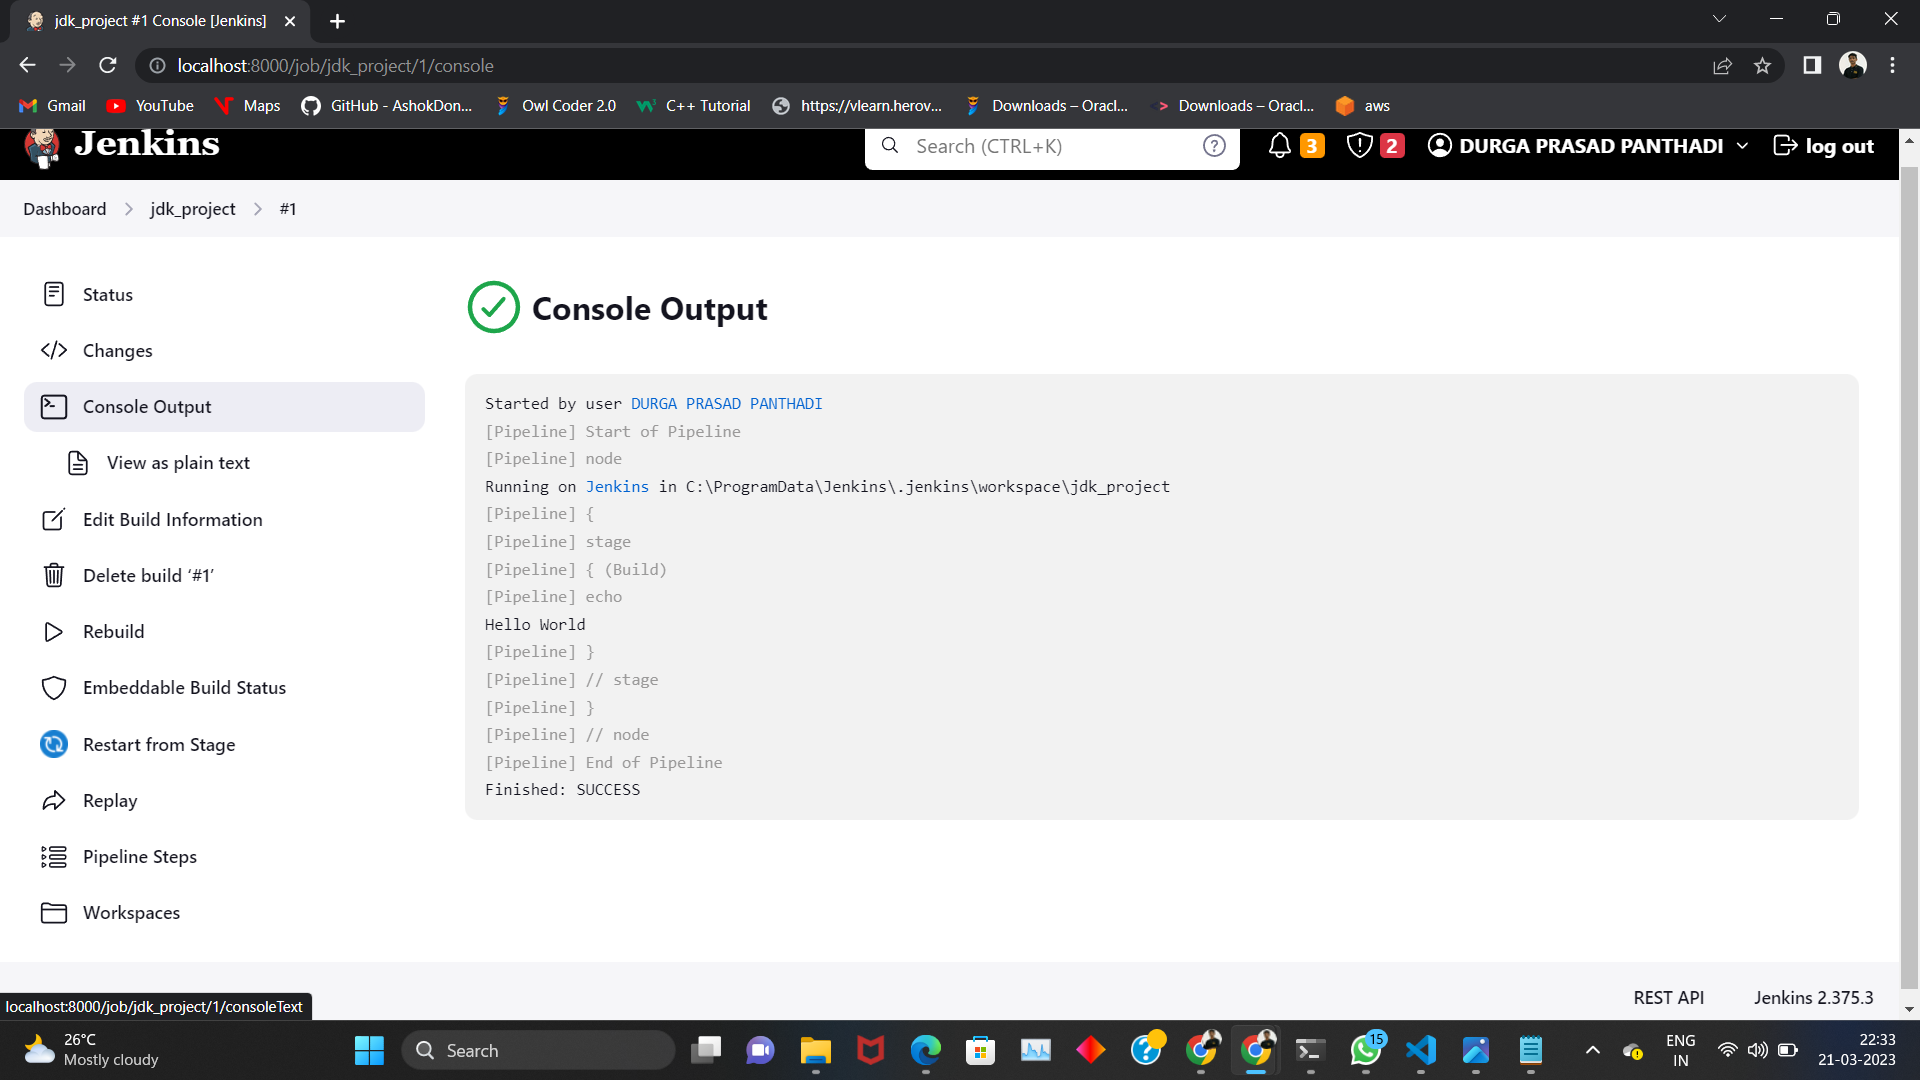 jdk_project #1 Console [Jenkins]
localhost:8000/job/jdk_project/1/console
Gmail YouTube Maps GitHub - AshokDon... Owl Coder 2.0 C++ Tutorial https://vlearn.herov... Downloads – Oracl... Downloads – Oracl... aws
Jenkins Search (CTRL+K) 3 2 DURGA PRASAD PANTHADI log out
Dashboard jdk_project #1
Status
Changes
Console Output
View as plain text
Edit Build Information
Delete build ‘#1’
Rebuild
Embeddable Build Status
Restart from Stage
Replay
Pipeline Steps
Workspaces
Console Output
Started by user DURGA PRASAD PANTHADI
[Pipeline] Start of Pipeline
[Pipeline] node
Running on Jenkins in C:\ProgramData\Jenkins\.jenkins\workspace\jdk_project
[Pipeline] {
[Pipeline] stage
[Pipeline] { (Build)
[Pipeline] echo
Hello World
[Pipeline] }
[Pipeline] // stage
[Pipeline] }
[Pipeline] // node
[Pipeline] End of Pipeline
Finished: SUCCESS
REST API Jenkins 2.375.3
localhost:8000/job/jdk_project/1/consoleText
26°C
Mostly cloudy
Search
15
ENG
IN
22:33
21-03-2023